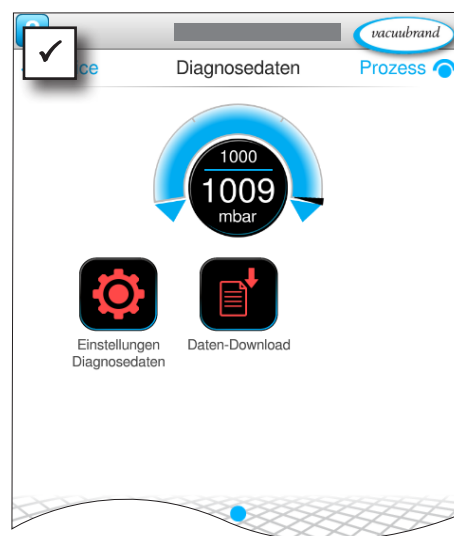 vacuubrand
ce
Diagnosedaten
Prozess
1000
1009
mbar
Einstellungen
Diagnosedaten
Daten-Download